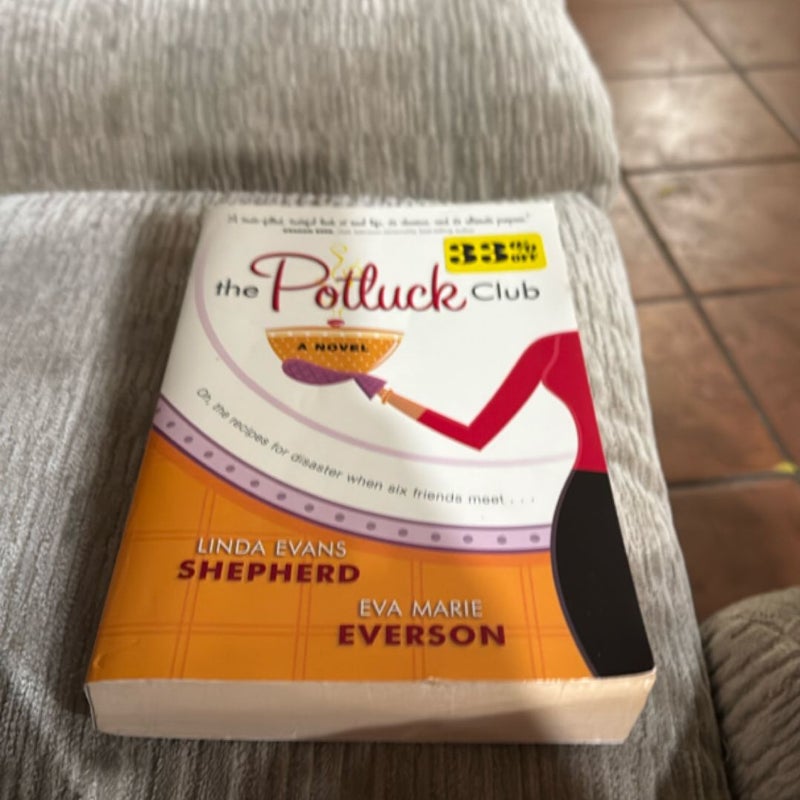 33% OFF
the Potluck Club
A NOVEL
Oh, the recipes for disaster when six friends meet . . .
LINDA EVANS
SHEPHERD
EVA MARIE
EVERSON